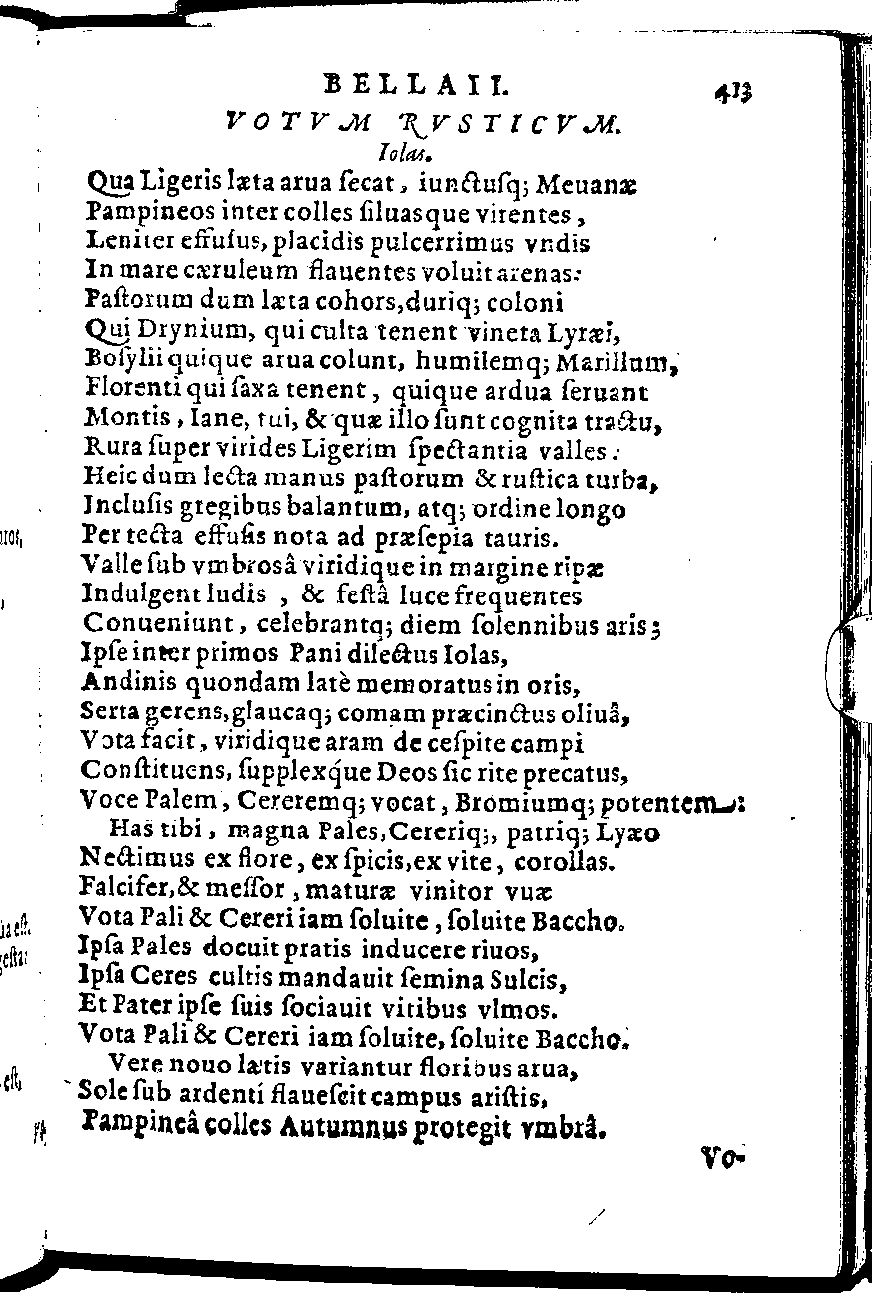 BELLAII. 413
VOTVM RVSTICVM.
Iolas.
Qua Ligeris læta arua ſecat, iunctuſq; Meuanæ
Pampineos inter colles ſiluasque virentes,
Leniter effuſus, placidis pulcerrimus vndis
In mare cæruleum flauentes voluit arenas:
Paſtorum dum læta cohors, duriq; coloni
Qui Drynium, qui culta tenent vineta Lyræi,
Boſylii quique arua colunt, humilemq; Marillum,
Florenti qui ſaxa tenent, quique ardua ſeruant
Montis, Iane, tui, & quæ illo ſunt cognita tractu,
Rura ſuper virides Ligerim ſpectantia valles:
Heic dum lecta manus paſtorum & ruſtica turba,
Incluſis gregibus balantum, atq; ordine longo
Per tecta effuſis nota ad præſepia tauris.
Valle ſub vmbrosâ viridique in margine ripæ
Indulgent ludis, & feſtâ luce frequentes
Conueniunt, celebrantq; diem ſolennibus aris;
Ipſe inter primos Pani dilectus Iolas,
Andinis quondam latè memoratus in oris,
Serta gerens, glaucaq; comam præcinctus oliuâ,
Vota facit, viridique aram de ceſpite campi
Conſtituens, ſupplexq́ue Deos ſic rite precatus,
Voce Palem, Cereremq; vocat, Bromiumq; potentem:
Has tibi, magna Pales, Cereriq;, patriq; Lyæo
Nectimus ex flore, ex ſpicis, ex vite, corollas.
Falcifer, & meſſor, maturæ vinitor vuæ
Vota Pali & Cereri iam ſoluite, ſoluite Baccho.
Ipſa Pales docuit pratis inducere riuos,
Ipſa Ceres cultis mandauit ſemina Sulcis,
Et Pater ipſe ſuis ſociauit vitibus vlmos.
Vota Pali & Cereri iam ſoluite, ſoluite Baccho.
Vere nouo lætis variantur floribus arua,
Sole ſub ardenti flaueſcit campus ariſtis,
Pampineâ colles Autumnus protegit vmbrâ.
Vo-